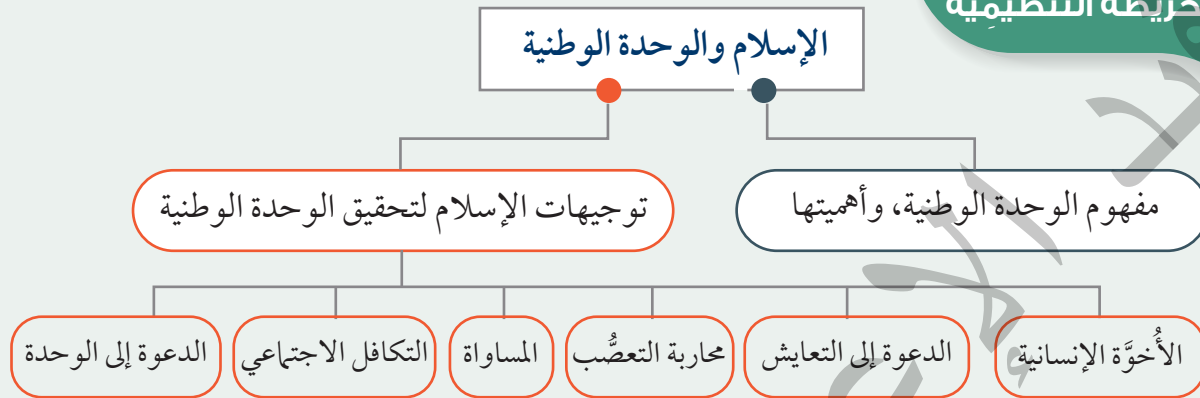 الخريطة التنظيمية
الإسلام والوحدة الوطنية
مفهوم الوحدة الوطنية، وأهميتها
توجيهات الإسلام لتحقيق الوحدة الوطنية
الأُخوَّة الإنسانية
الدعوة إلى التعايش
محاربة التعصُّب
المساواة
التكافل الاجتماعي
الدعوة إلى الوحدة